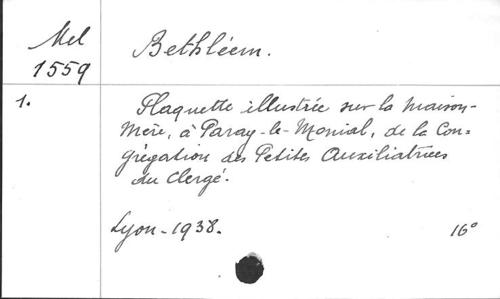 Mel
1559
Bethléem.
1.
Plaquette illustrée sur la Maison-
Mère, à Paray-le-Monial, de la Con=
grégation des Petites Auxiliatrices
du Clergé.
Lyon-1938.
16°